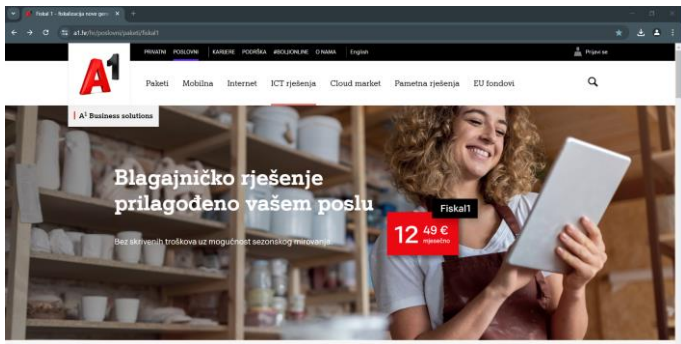 Fiskal 1 - fiskalizacija nove gen
a1.hr/hr/poslovni/paketi/fiskal1
PRIVATNI POSLOVNI KARIJERE PODRŠKA #BOLJIONLINE O NAMA English Prijavi se
A1
Paketi Mobilna Internet ICT rješenja Cloud market Pametna rješenja EU fondovi
A1 Business solutions
Blagajničko rješenje
prilagođeno vašem poslu
Fiskal1
12 49 €
mjesečno
Bez skrivenih troškova uz mogućnost sezonskog mirovanja